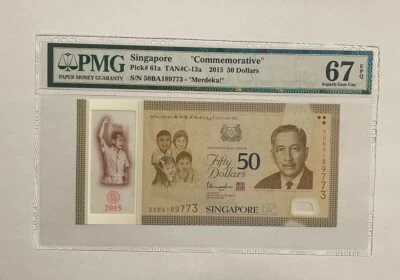 PMG
PAPER MONEY GUARANTY
Singapore "Commemorative"
Pick# 61a TAN#C-13a 2015 50 Dollars
S/N 50BA189773 - "Merdeka!"
67 EPQ
Superb Gem Unc
50BA189773
Fifty
Dollars
50
2015
50BA189773
SINGAPORE